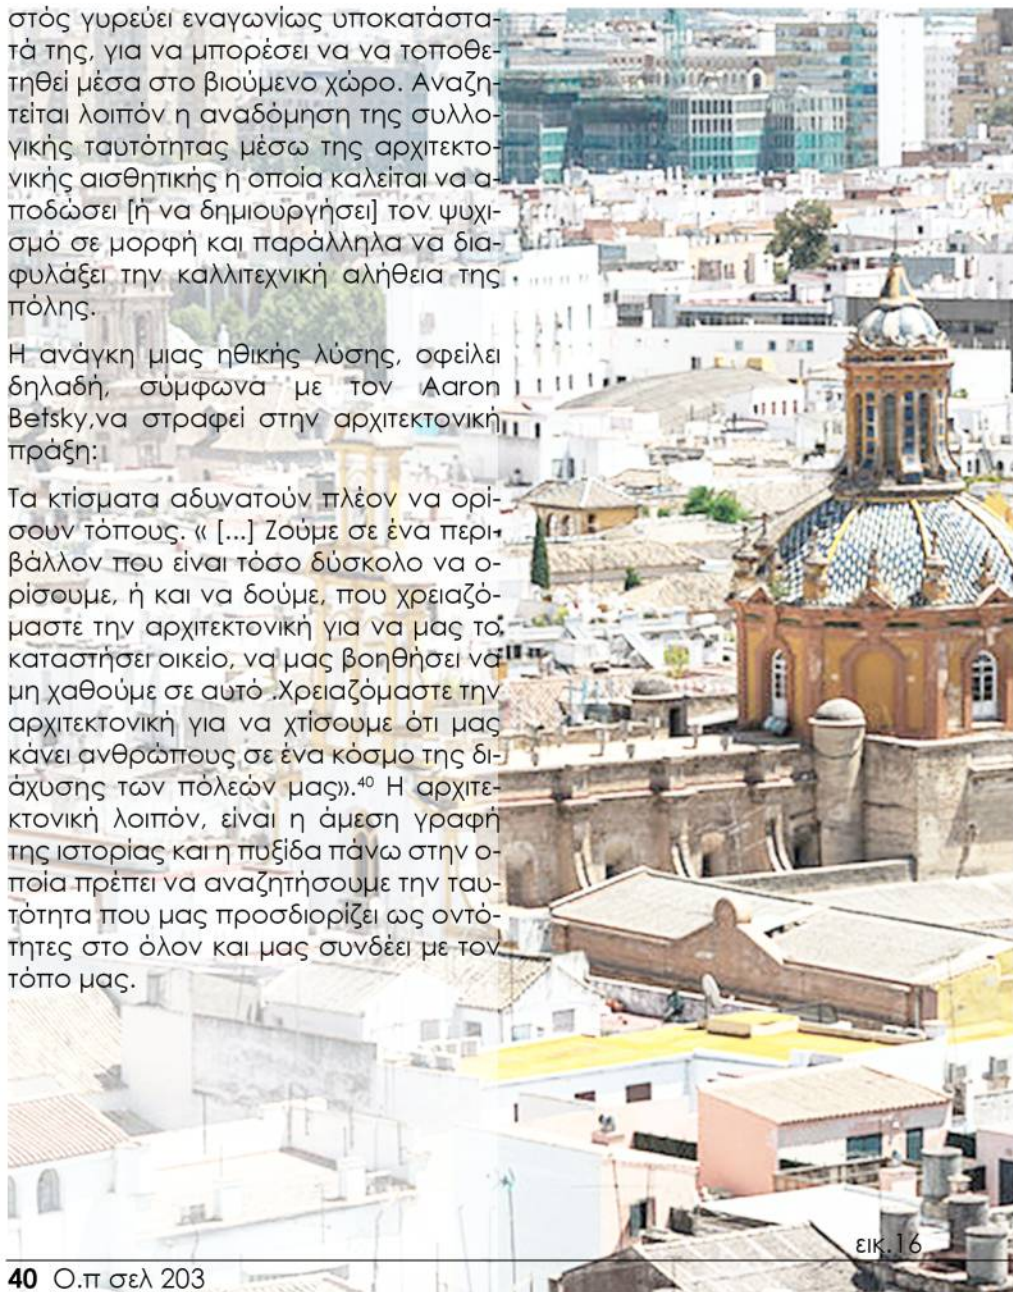 στός γυρεύει εναγωνίως υποκατάστα-
τά της, για να μπορέσει να να τοποθε-
τηθεί μέσα στο βιούμενο χώρο. Αναζη-
τείται λοιπόν η αναδόμηση της συλλο-
γικής ταυτότητας μέσω της αρχιτεκτο-
νικής αισθητικής η οποία καλείται να α-
ποδώσει [ή να δημιουργήσει] τον ψυχι-
σμό σε μορφή και παράλληλα να δια-
φυλάξει την καλλιτεχνική αλήθεια της
πόλης.
Η ανάγκη μιας ηθικής λύσης, οφείλει
δηλαδή, σύμφωνα με τον Aaron
Betsky,να στραφεί στην αρχιτεκτονική
πράξη:
Τα κτίσματα αδυνατούν πλέον να ορί-
σουν τόπους. « [...] Ζούμε σε ένα περι-
βάλλον που είναι τόσο δύσκολο να ο-
ρίσουμε, ή και να δούμε, που χρειαζό-
μαστε την αρχιτεκτονική για να μας το
καταστήσει οικείο, να μας βοηθήσει να
μη χαθούμε σε αυτό .Χρειαζόμαστε την
αρχιτεκτονική για να χτίσουμε ότι μας
κάνει ανθρώπους σε ένα κόσμο της δι-
άχυσης των πόλεών μας».40 Η αρχιτε-
κτονική λοιπόν, είναι η άμεση γραφή
της ιστορίας και η πυξίδα πάνω στην ο-
ποία πρέπει να αναζητήσουμε την ταυ-
τότητα που μας προσδιορίζει ως οντό-
τητες στο όλον και μας συνδέει με τον
τόπο μας.
εικ.16
40 Ο.π σελ 203